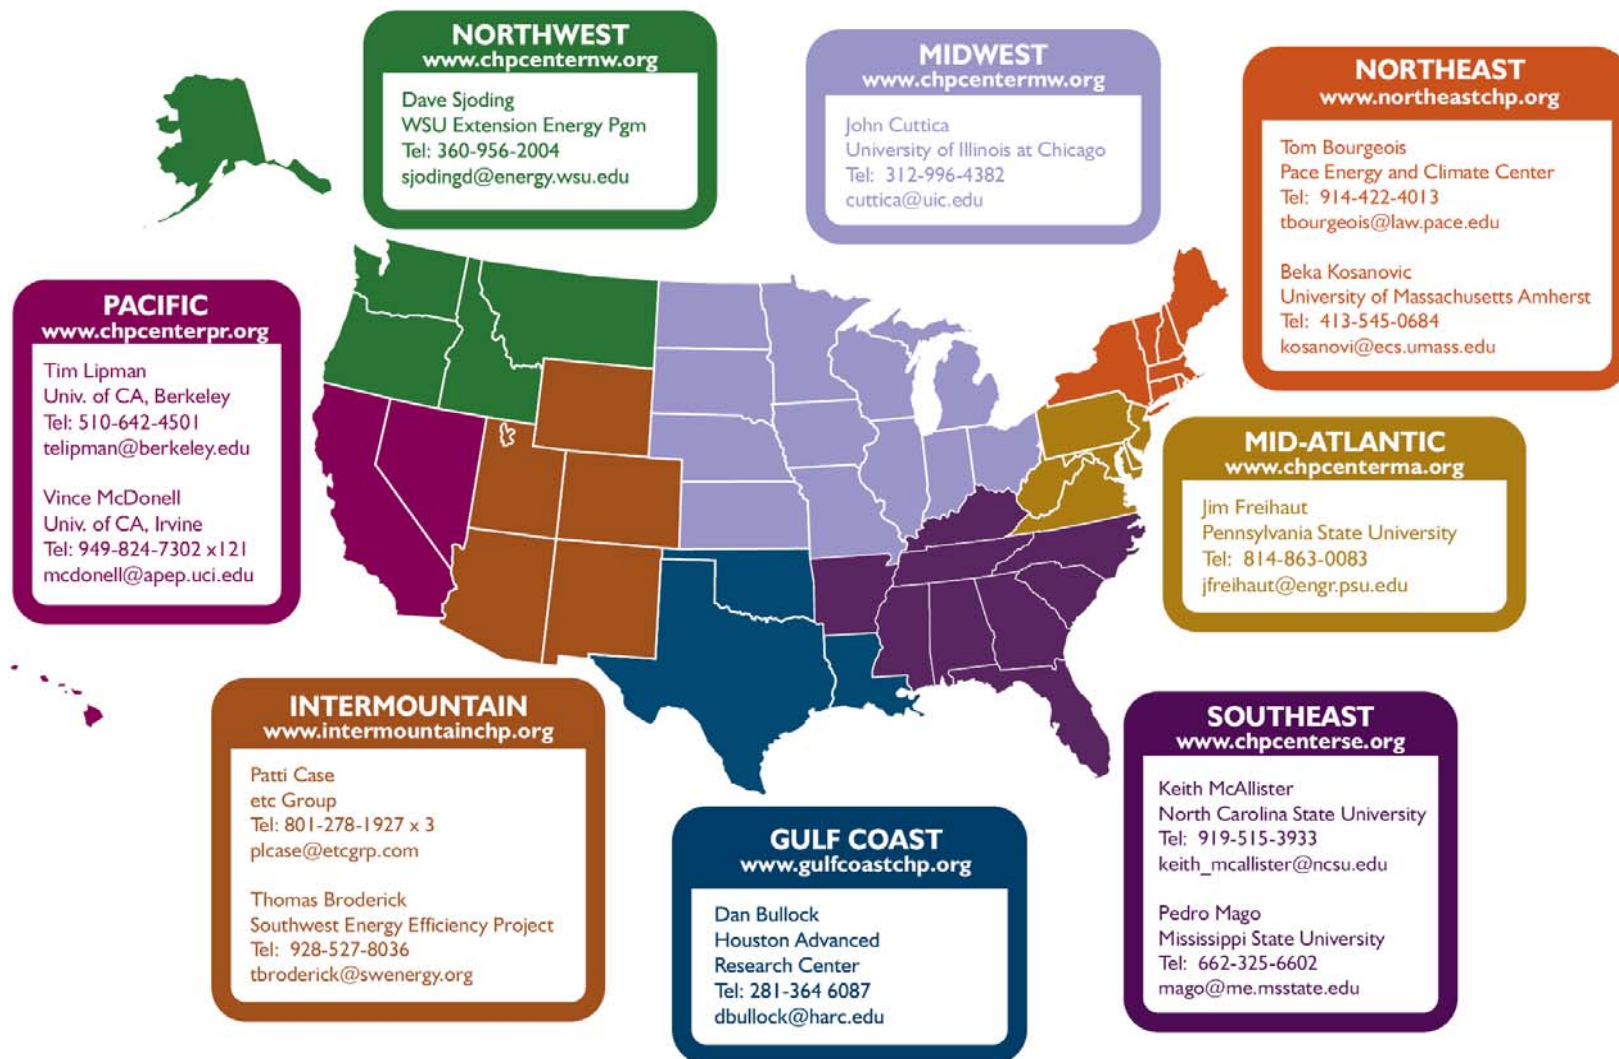 NORTHWEST
www.chpcenternw.org
Dave Sjoding
WSU Extension Energy Pgm
Tel: 360-956-2004
sjodingd@energy.wsu.edu
MIDWEST
www.chpcentermw.org
John Cuttica
University of Illinois at Chicago
Tel: 312-996-4382
cuttica@uic.edu
NORTHEAST
www.northeastchp.org
Tom Bourgeois
Pace Energy and Climate Center
Tel: 914-422-4013
tbourgeois@law.pace.edu
Beka Kosanovic
University of Massachusetts Amherst
Tel: 413-545-0684
kosanovi@ecs.umass.edu
PACIFIC
www.chpcenterpr.org
Tim Lipman
Univ. of CA, Berkeley
Tel: 510-642-4501
telipman@berkeley.edu
Vince McDonell
Univ. of CA, Irvine
Tel: 949-824-7302 x121
mcdonell@apep.uci.edu
MID-ATLANTIC
www.chpcenterma.org
Jim Freihaut
Pennsylvania State University
Tel: 814-863-0083
jfreihaut@engr.psu.edu
INTERMOUNTAIN
www.intermountainchp.org
Patti Case
etc Group
Tel: 801-278-1927 x 3
plcase@etcgrp.com
Thomas Broderick
Southwest Energy Efficiency Project
Tel: 928-527-8036
tbroderick@swenergy.org
GULF COAST
www.gulfcoastchp.org
Dan Bullock
Houston Advanced
Research Center
Tel: 281-364 6087
dbullock@harc.edu
SOUTHEAST
www.chpcenterse.org
Keith McAllister
North Carolina State University
Tel: 919-515-3933
keith_mcallister@ncsu.edu
Pedro Mago
Mississippi State University
Tel: 662-325-6602
mago@me.msstate.edu